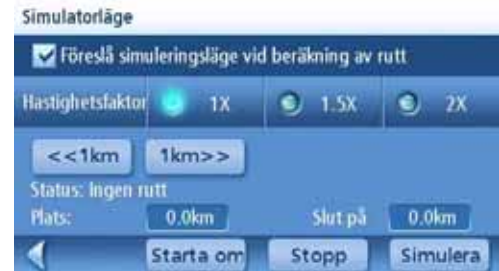 Simulatorläge
Föreslå simuleringsläge vid beräkning av rutt
Hastighetsfaktor 1X 1.5X 2X
<<1km 1km>>
Status: Ingen rutt
Plats: 0.0km Slut på 0.0km
Starta om Stopp Simulera